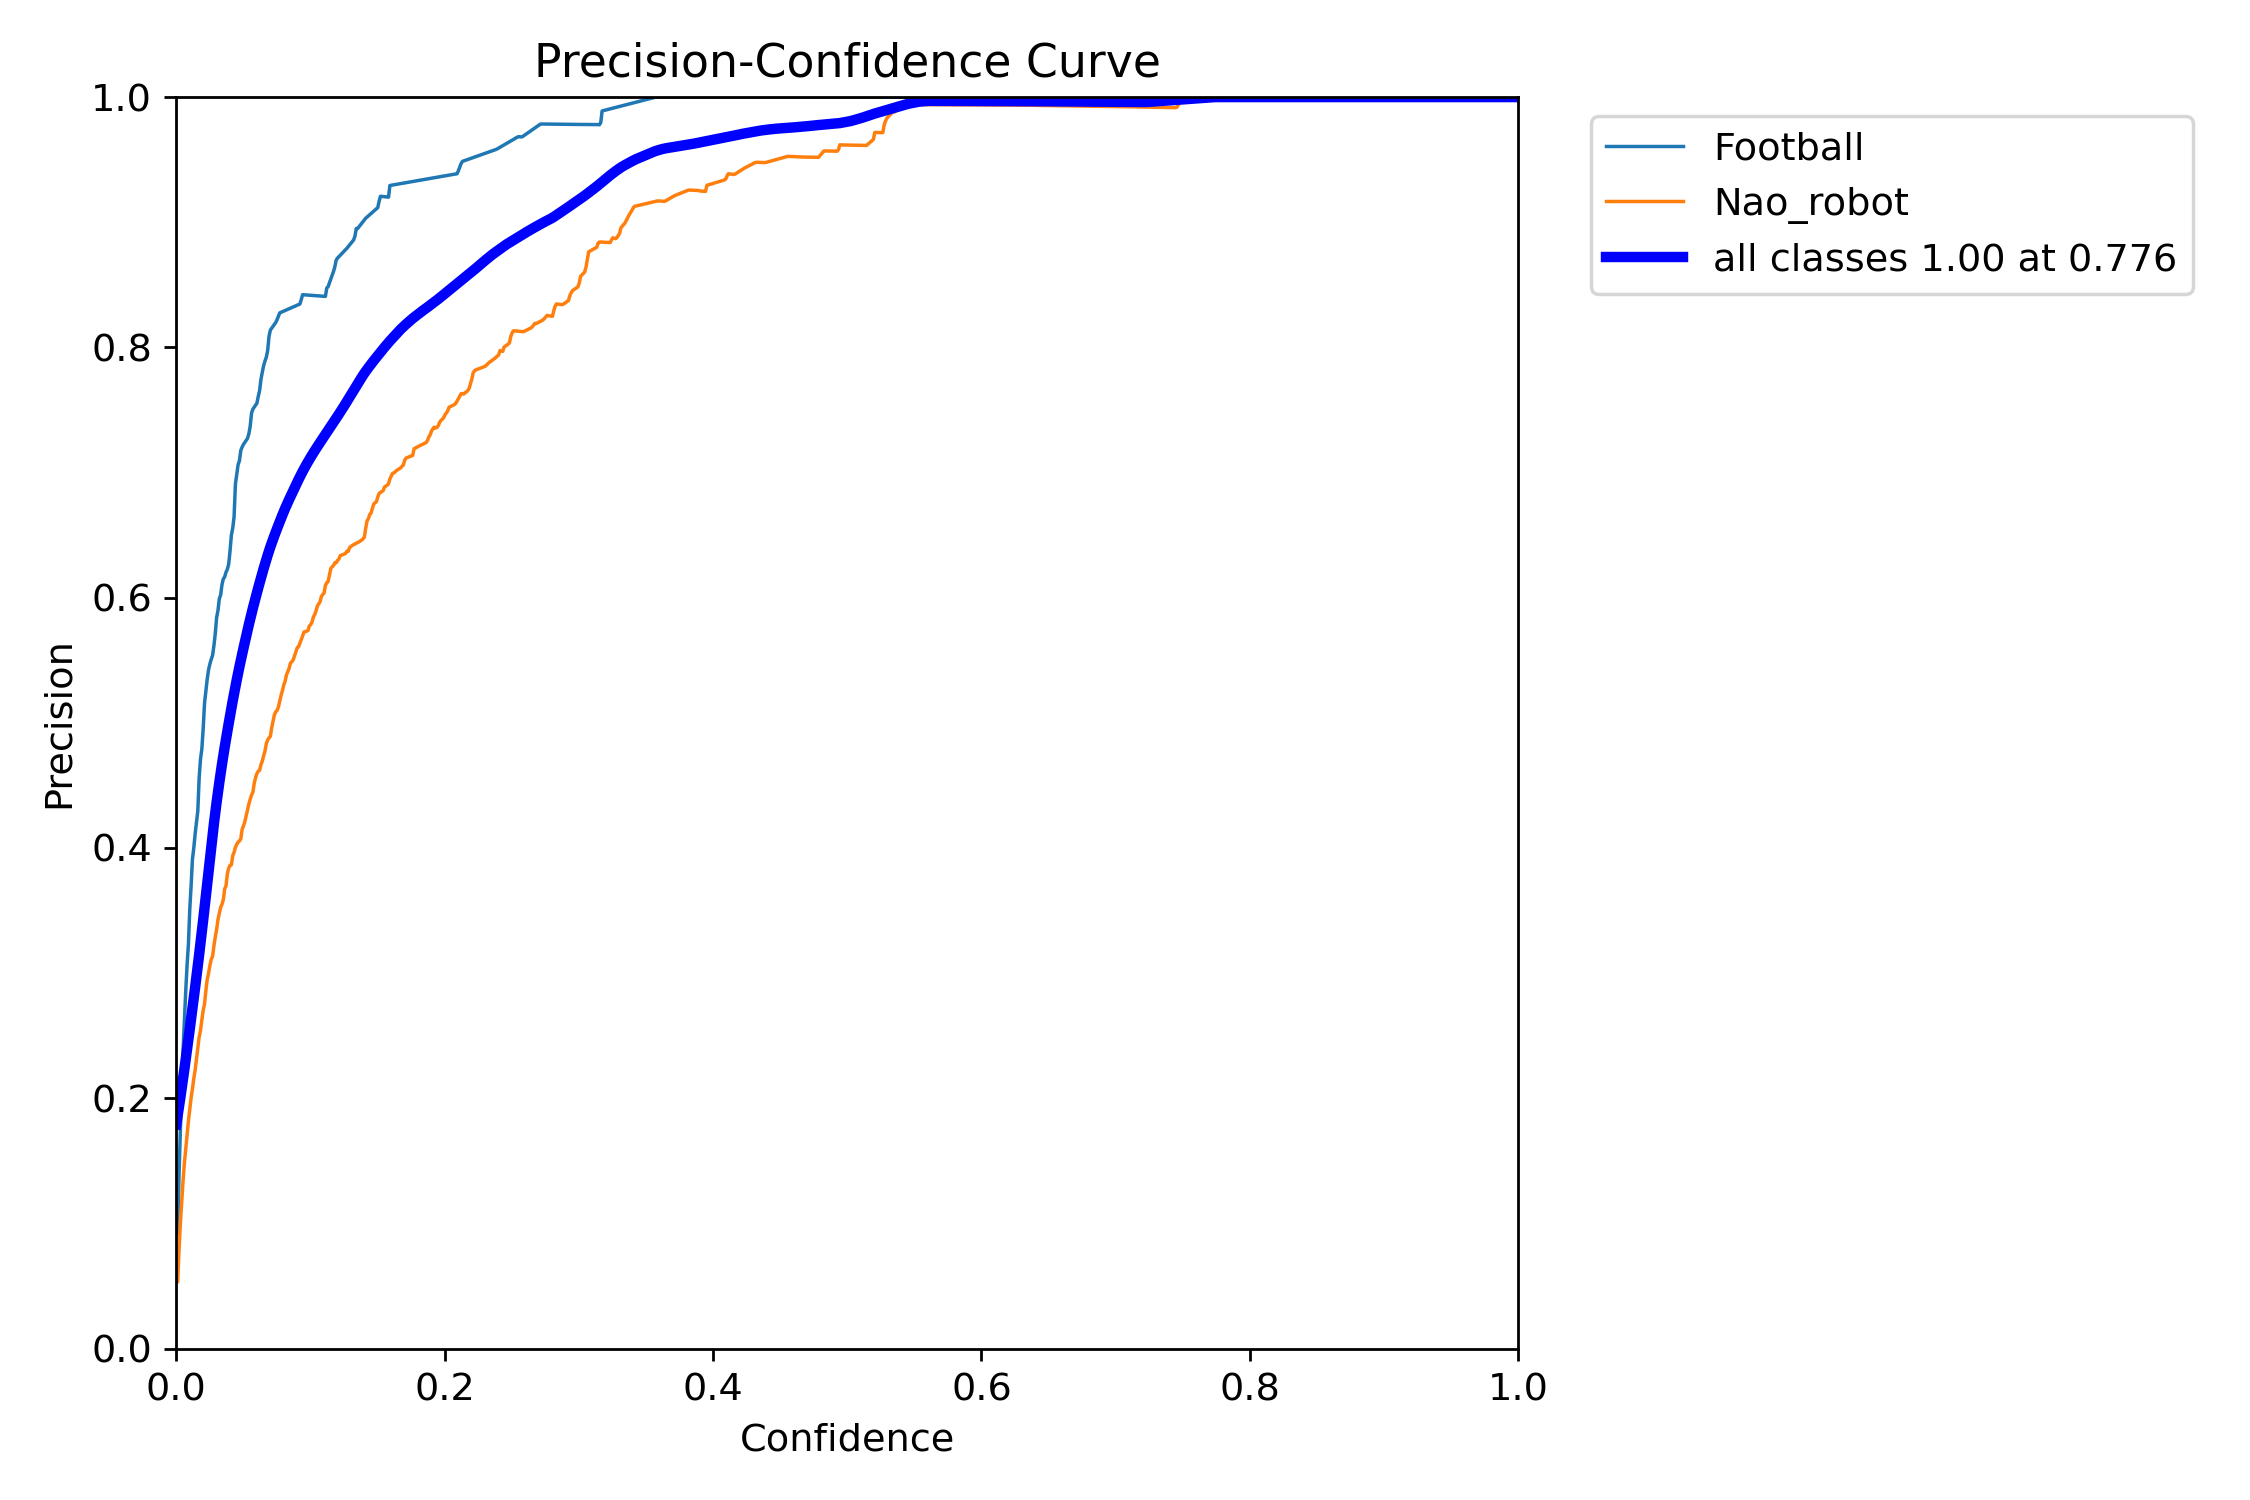 Precision-Confidence Curve
1.0
0.8
0.6
0.4
0.2
0.0
Precision
0.0 0.2 0.4 0.6 0.8 1.0
Confidence
Football
Nao_robot
all classes 1.00 at 0.776